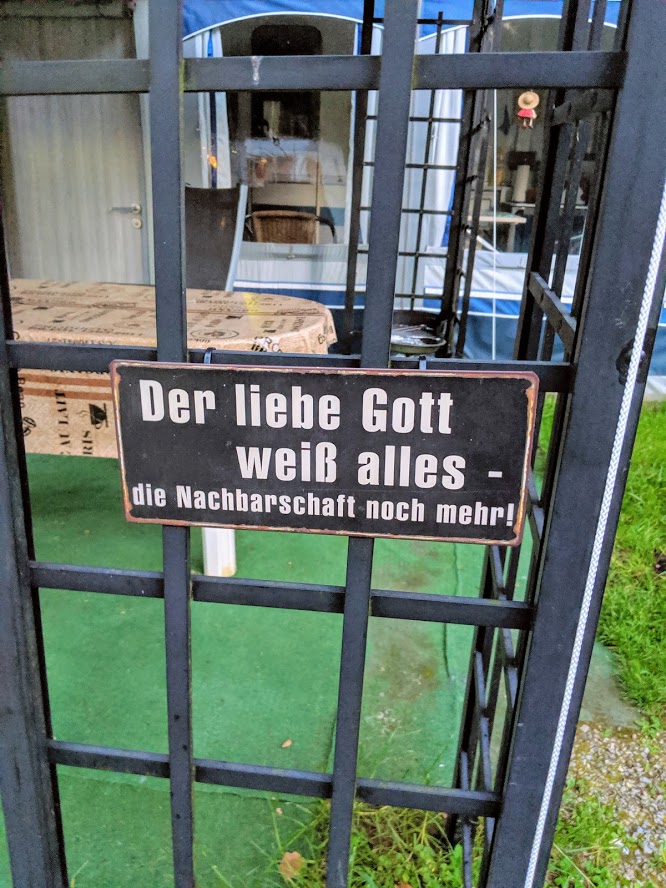 Der liebe Gott
weiß alles -
die Nachbarschaft noch mehr!